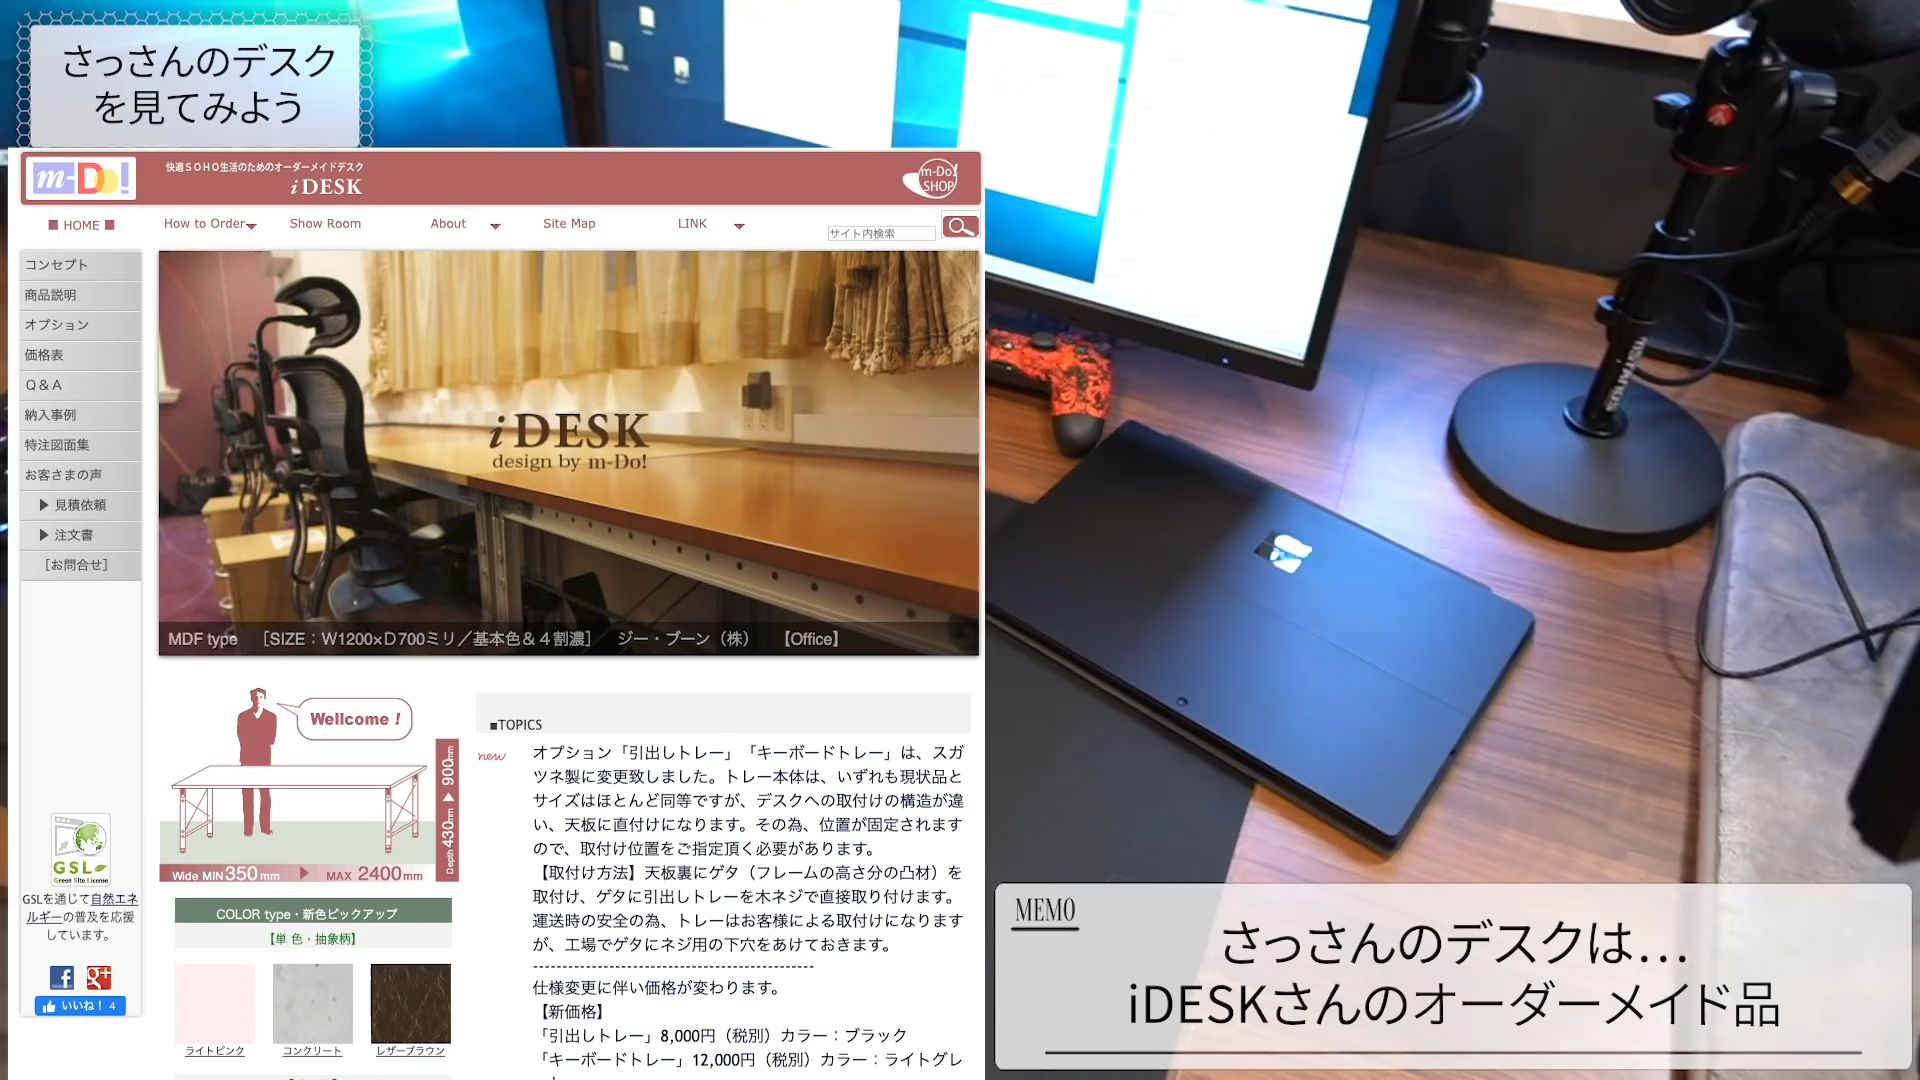 さっさんのデスク
を見てみよう
m-Do!
快適SOHO生活のためのオーダーメイドデスク
iDESK
m-Do!
SHOP
■ HOME ■
How to Order
Show Room
About
Site Map
LINK
サイト内検索
コンセプト
商品説明
オプション
価格表
Q＆A
納入事例
特注図面集
お客さまの声
▶ 見積依頼
▶ 注文書
［お問合せ］
iDESK
design by m-Do!
MDF type ［SIZE：W1200×D700ミリ／基本色＆４割濃］ ジー・ブーン（株） 【Office】
Wellcome !
Depth 430mm ▶ 900mm
Wide MIN 350mm ▶ MAX 2400mm
COLOR type・新色ピックアップ
【単 色・抽象柄】
ライトピンク
コンクリート
レザーブラウン
GSL
Green Site License
GSLを通じて自然エネ
ルギーの普及を応援
しています。
f
g+
いいね！ 4
■TOPICS
new
オプション「引出しトレー」「キーボードトレー」は、スガ
ツネ製に変更致しました。トレー本体は、いずれも現状品と
サイズはほとんど同等ですが、デスクへの取付けの構造が違
い、天板に直付けになります。その為、位置が固定されます
ので、取付け位置をご指定頂く必要があります。
【取付け方法】天板裏にゲタ（フレームの高さ分の凸材）を
取付け、ゲタに引出しトレーを木ネジで直接取り付けます。
運送時の安全の為、トレーはお客様による取付けになります
が、工場でゲタにネジ用の下穴をあけておきます。
------------------------------------------------
仕様変更に伴い価格が変わります。
【新価格】
「引出しトレー」8,000円（税別）カラー：ブラック
「キーボードトレー」12,000円（税別）カラー：ライトグレ
MEMO
さっさんのデスクは…
iDESKさんのオーダーメイド品